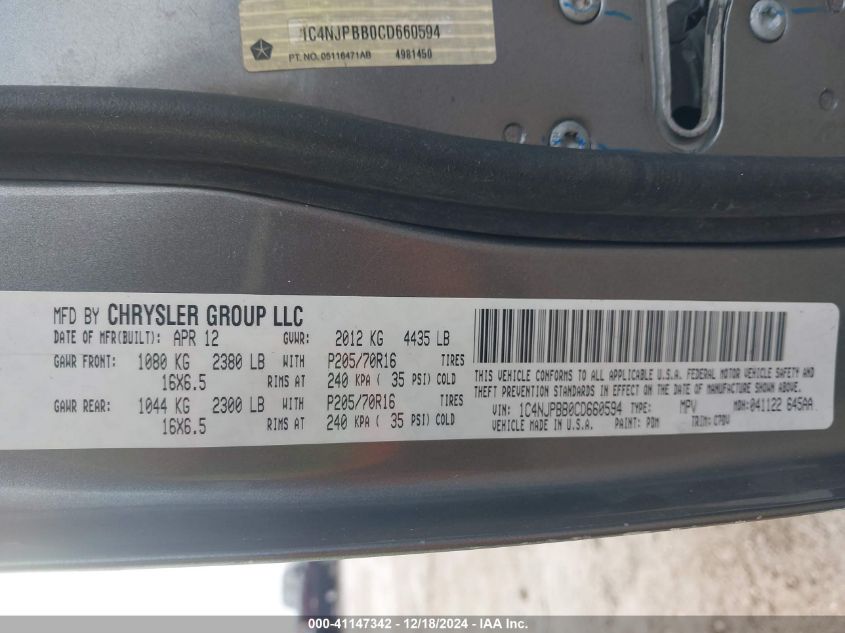 1C4NJPBB0CD660594
PT. NO. 05116471AB 4981450
MFD BY CHRYSLER GROUP LLC
DATE OF MFR(BUILT): APR 12 GVWR: 2012 KG 4435 LB
GAWR FRONT: 1080 KG 2380 LB WITH P205/70R16 TIRES
16X6.5 RIMS AT 240 KPA ( 35 PSI) COLD
GAWR REAR: 1044 KG 2300 LB WITH P205/70R16 TIRES
16X6.5 RIMS AT 240 KPA ( 35 PSI) COLD
THIS VEHICLE CONFORMS TO ALL APPLICABLE U.S.A. FEDERAL MOTOR VEHICLE SAFETY AND
THEFT PREVENTION STANDARDS IN EFFECT ON THE DATE OF MANUFACTURE SHOWN ABOVE.
VIN: 1C4NJPBB0CD660594 TYPE: MPV MDH: 041122 645AA
VEHICLE MADE IN U.S.A. PAINT: PDM TRIM: C7DV
000-41147342 - 12/18/2024 - IAA Inc.